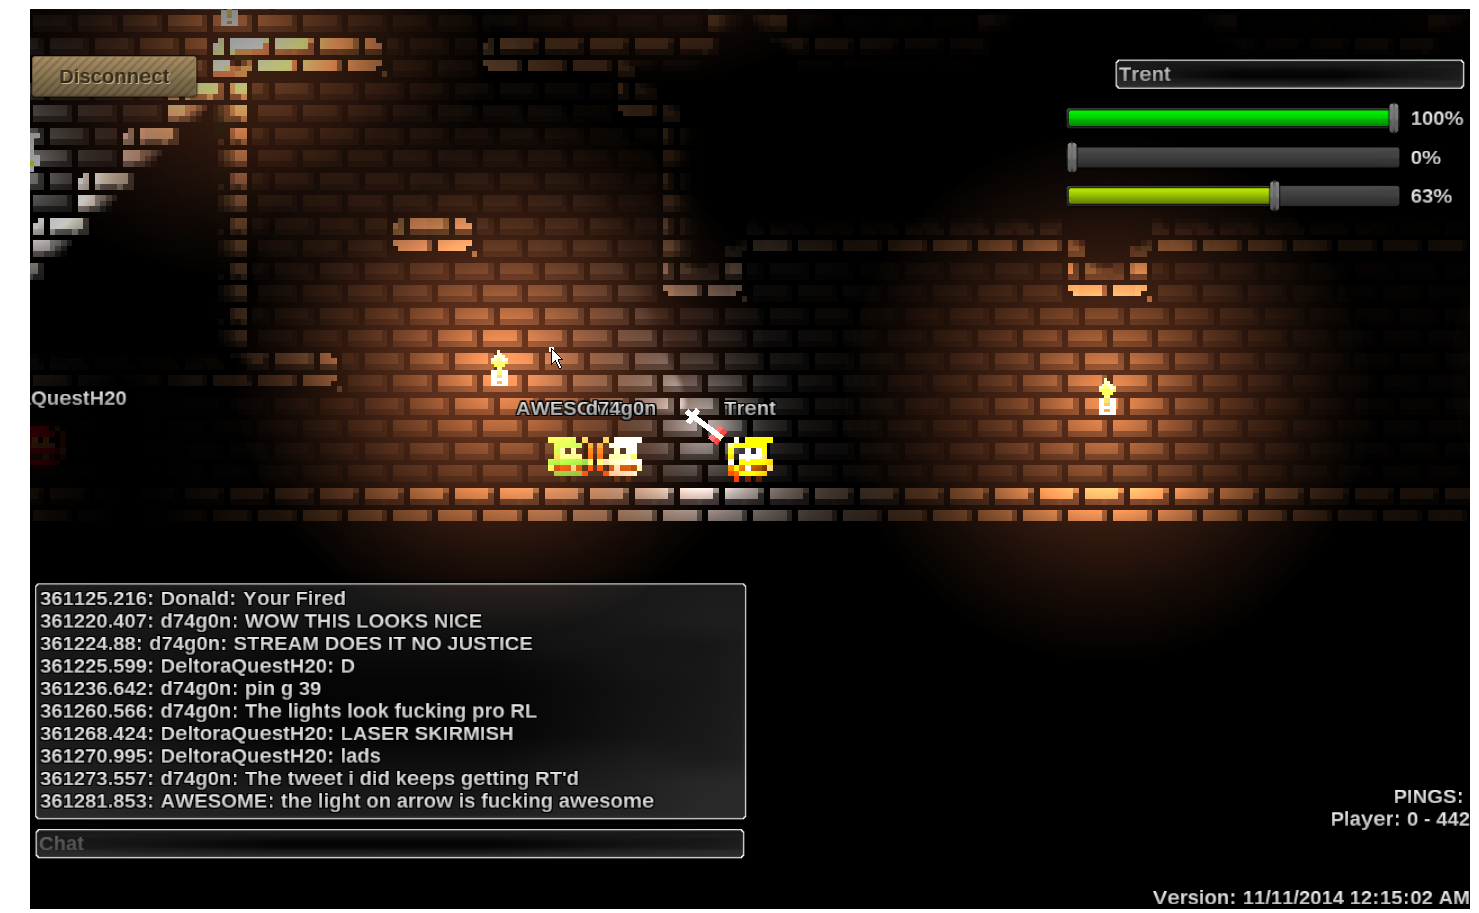 Disconnect
Trent
100%
0%
63%
QuestH20
d74g0n
Trent
361125.216: Donald: Your Fired
361220.407: d74g0n: WOW THIS LOOKS NICE
361224.88: d74g0n: STREAM DOES IT NO JUSTICE
361225.599: DeltoraQuestH20: D
361236.642: d74g0n: pin g 39
361260.566: d74g0n: The lights look fucking pro RL
361268.424: DeltoraQuestH20: LASER SKIRMISH
361270.995: DeltoraQuestH20: lads
361273.557: d74g0n: The tweet i did keeps getting RT'd
361281.853: AWESOME: the light on arrow is fucking awesome
Chat
PINGS:
Player: 0 - 442
Version: 11/11/2014 12:15:02 AM